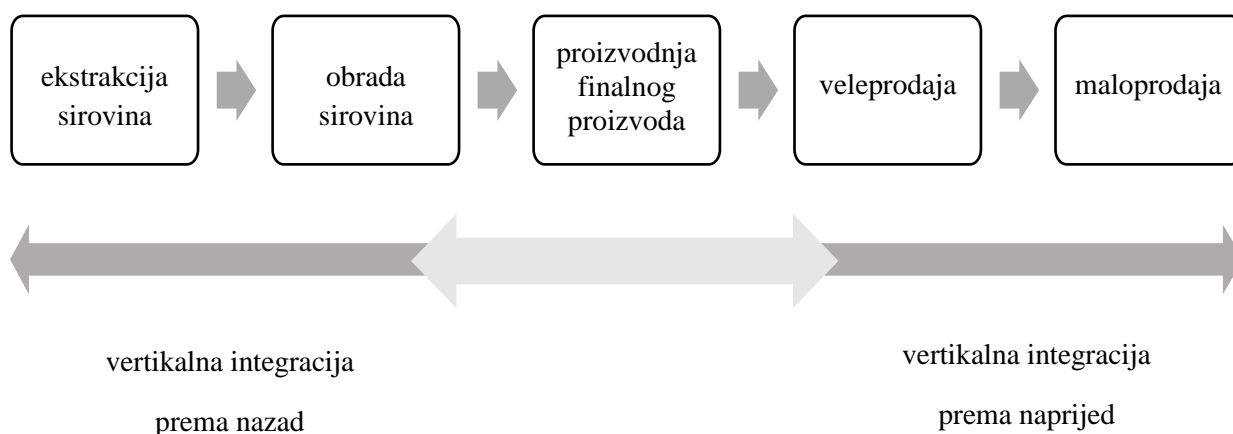 ekstrakcija
sirovina
obrada
sirovina
proizvodnja
finalnog
proizvoda
veleprodaja
maloprodaja
vertikalna integracija
prema nazad
vertikalna integracija
prema naprijed